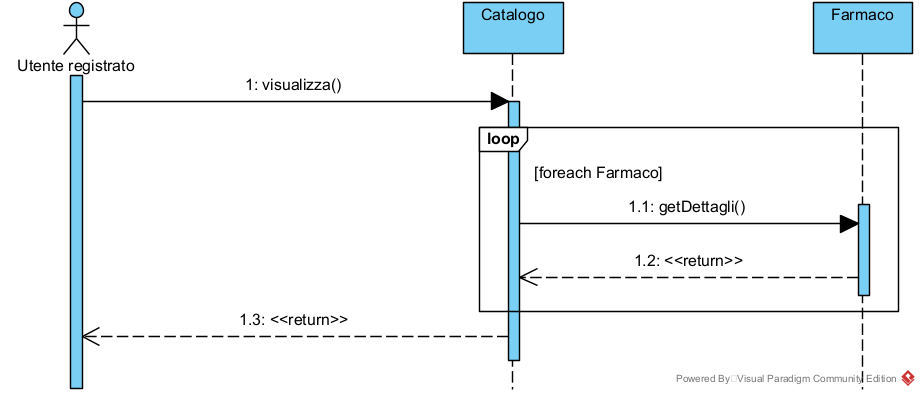 Catalogo
Farmaco
Utente registrato
1: visualizza()
loop
[foreach Farmaco]
1.1: getDettagli()
1.2: <<return>>
1.3: <<return>>
Powered By Visual Paradigm Community Edition